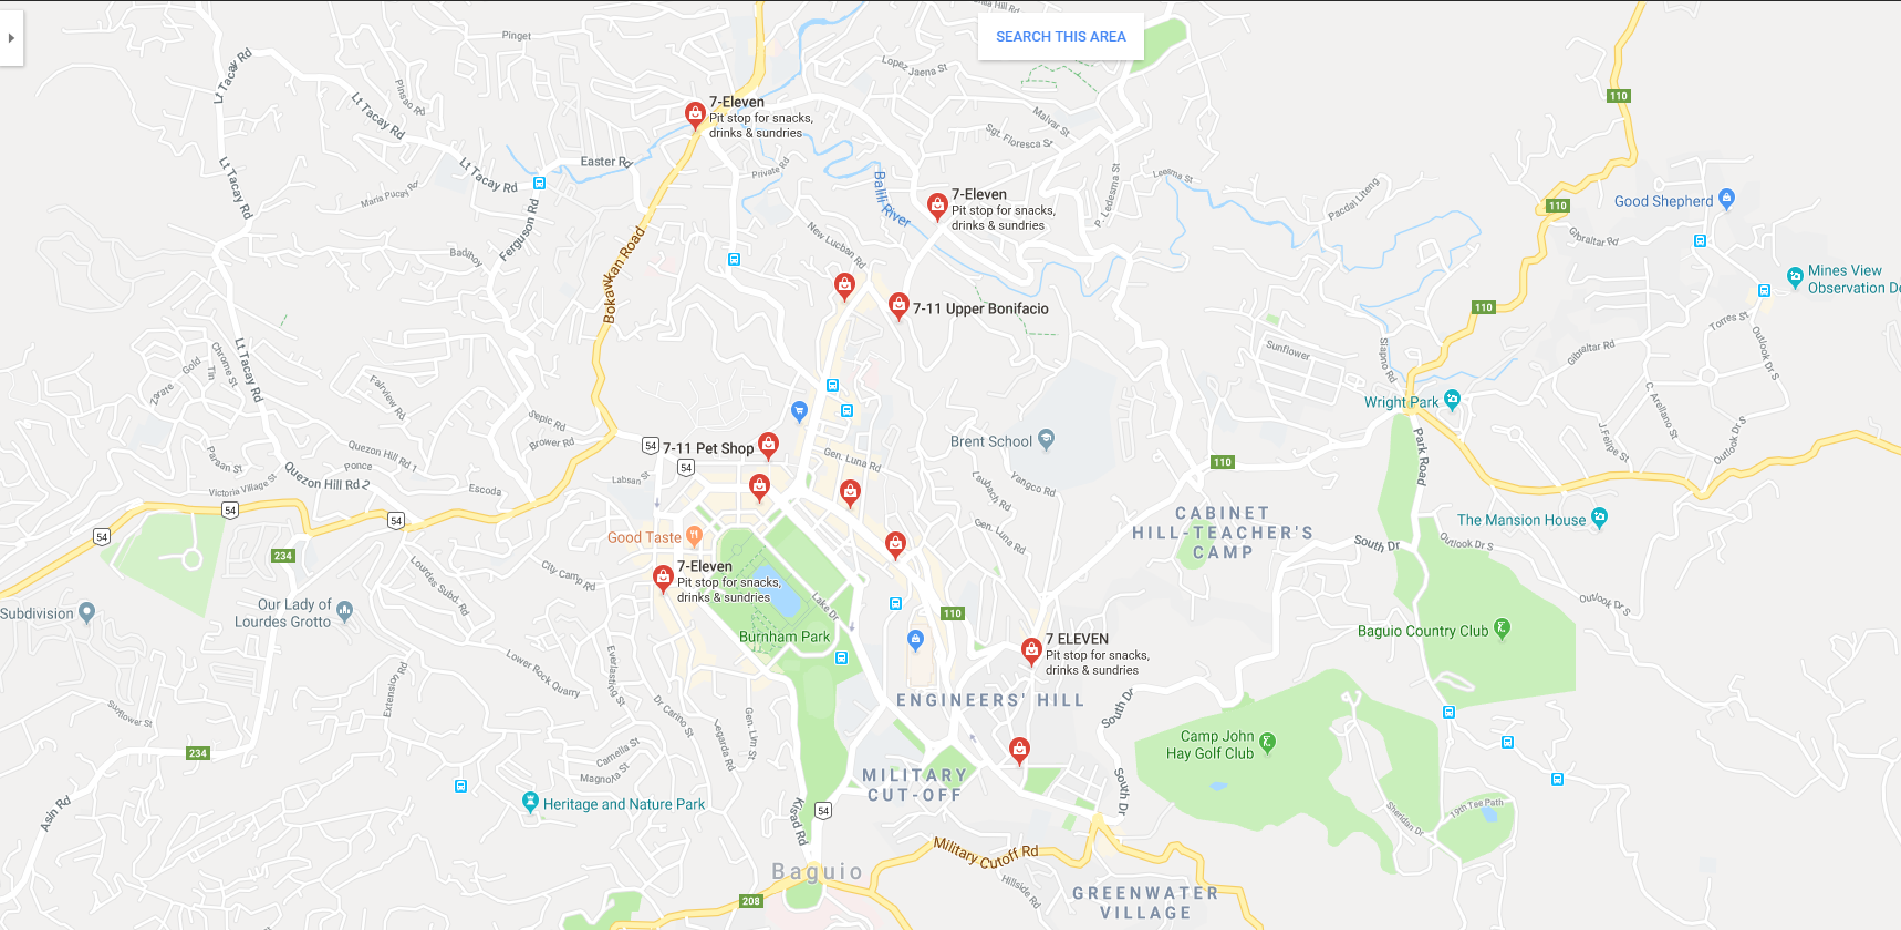 SEARCH THIS AREA
Pinget
Lopez Jaena St
Lt Tacay Rd
Lt Tacay Rd
Pinsao Rd
7-Eleven
Pit stop for snacks,
drinks & sundries
Malvar St
110
Sgt. Floresca St
Easter Rd
Private Rd
Lt Tacay Rd
Lt Tacay Rd
Maria Pucay Rd
Balili River
P. Ledesma St
Leesma St
Pacdal Liteng
7-Eleven
Pit stop for snacks,
drinks & sundries
Good Shepherd
110
Ferguson Rd
New Lucban Rd
Gibraltar Rd
Badihoy
Bokawkan Road
Mines View
Observation De
110
7-11 Upper Bonifacio
Torres St
Lt Tacay Rd
Chrome St
Gold
Tin
Zarate
Fairview Rd
Sunflower
Siapno Rd
Gibraltar Rd
Outlook Dr S
C. Arellano St
Wright Park
Stepic Rd
Brower Rd
54
7-11 Pet Shop
54
Brent School
Gen. Luna Rd
J Felipe St
Outlook Dr S
Park Road
110
Quezon Hill Rd 1
Ponce
Quezon Hill Rd 2
Escoda
Victoria Village St
Labsan St
Yangco Rd
54
54
54
CABINET
HILL-TEACHER'S
CAMP
The Mansion House
Good Taste
Gen. Luna Rd
South Dr
Outlook Dr S
234
7-Eleven
Pit stop for snacks,
drinks & sundries
City Camp Rd
Lourdes Subd. Rd
Lake Dr
Outlook Dr S
Subdivision
Our Lady of
Lourdes Grotto
110
Burnham Park
7 ELEVEN
Pit stop for snacks,
drinks & sundries
Baguio Country Club
Lower Rock Quarry
Everlasting St
Extension Rd
Dr Carino St
Legarda Rd
Gen. Lim St
ENGINEERS' HILL
South Dr
Sunflower St
Camp John
Hay Golf Club
234
Camella St
Magnolia St
MILITARY
CUT-OFF
South Dr
Heritage and Nature Park
Asin Rd
Kisad Rd
54
Sheridan Dr
19th Tee Path
Military Cutoff Rd
Baguio
Hillside Rd
208
GREENWATER
VILLAGE